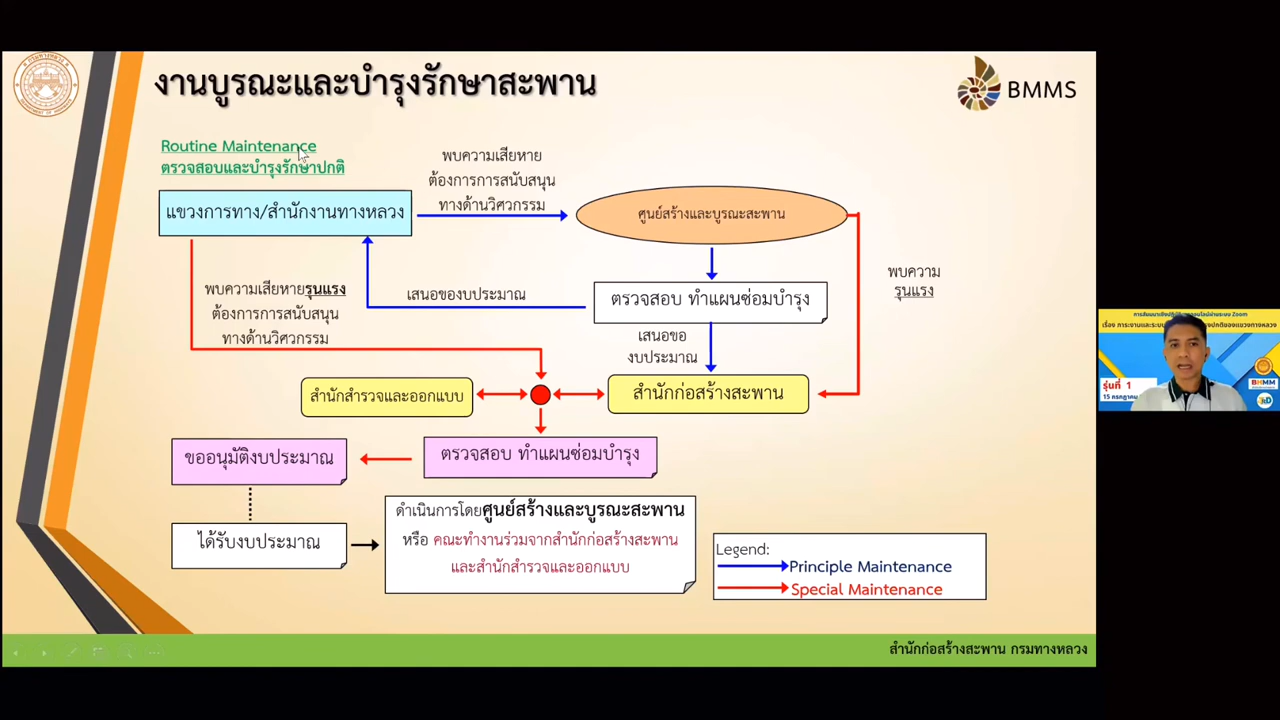 งานบูรณะและบำรุงรักษาสะพาน
BMMS
Routine Maintenance
ตรวจสอบและบำรุงรักษาปกติ
แขวงการทาง/สำนักงานทางหลวง
พบความเสียหาย
ต้องการการสนับสนุน
ทางด้านวิศวกรรม
ศูนย์สร้างและบูรณะสะพาน
พบความ
รุนแรง
พบความเสียหายรุนแรง
ต้องการการสนับสนุน
ทางด้านวิศวกรรม
เสนอของบประมาณ
ตรวจสอบ ทำแผนซ่อมบำรุง
เสนอขอ
งบประมาณ
สำนักสำรวจและออกแบบ
สำนักก่อสร้างสะพาน
ขออนุมัติงบประมาณ
ตรวจสอบ ทำแผนซ่อมบำรุง
ได้รับงบประมาณ
ดำเนินการโดยศูนย์สร้างและบูรณะสะพาน
หรือ คณะทำงานร่วมจากสำนักก่อสร้างสะพาน
และสำนักสำรวจและออกแบบ
Legend:
Principle Maintenance
Special Maintenance
สำนักก่อสร้างสะพาน กรมทางหลวง
รุ่นที่ 1
15 กรกฎาคม
BMMM